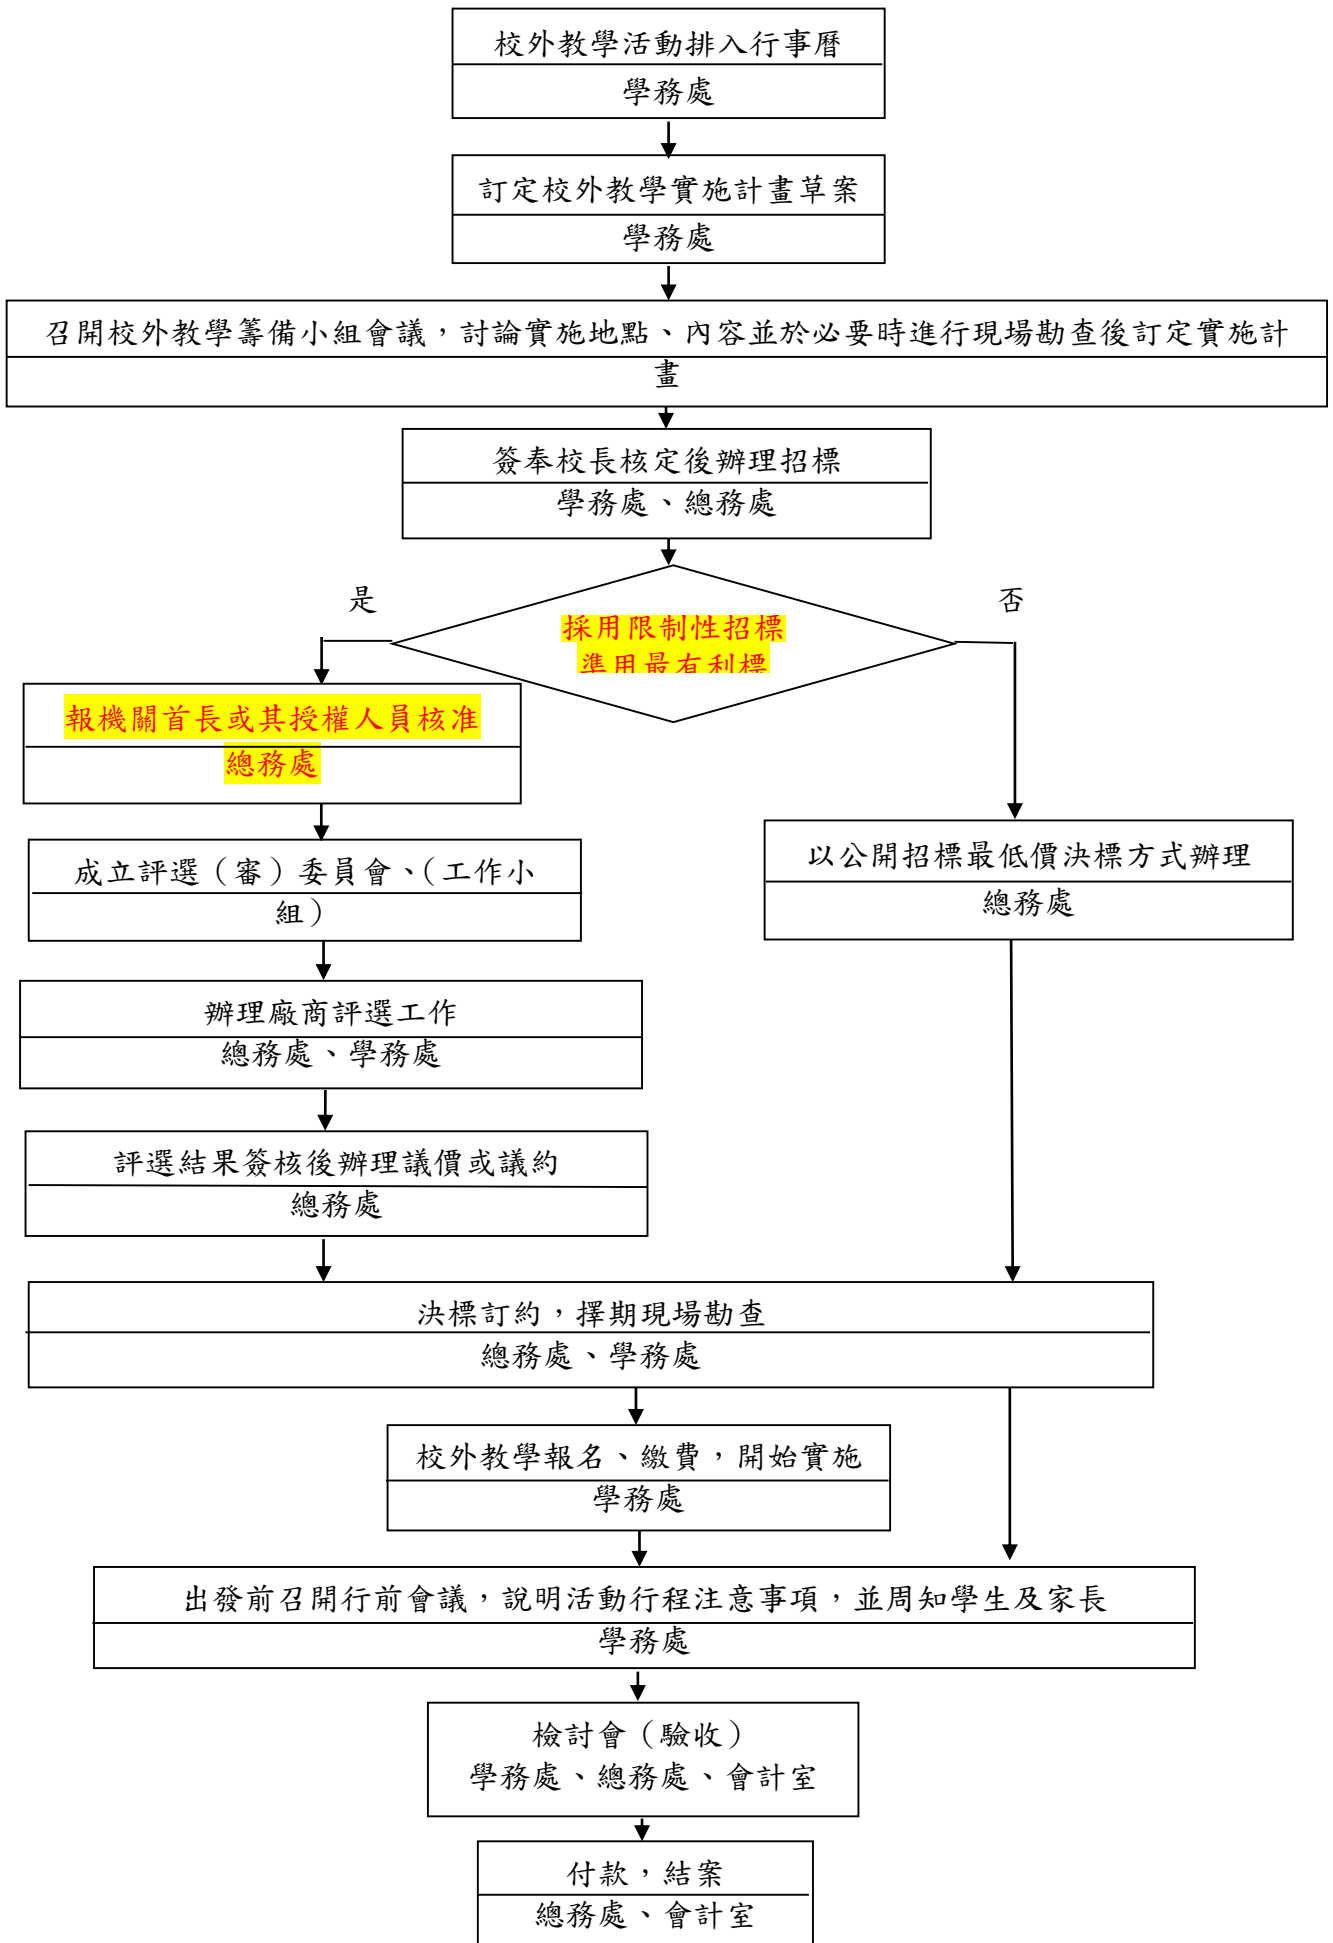 校外教學活動排入行事曆
學務處
訂定校外教學實施計畫草案
學務處
召開校外教學籌備小組會議，討論實施地點、內容並於必要時進行現場勘查後訂定實施計
畫
簽奉校長核定後辦理招標
學務處、總務處
是
否
採用限制性招標
準用最有利標
報機關首長或其授權人員核准
總務處
成立評選（審）委員會、（工作小
組）
以公開招標最低價決標方式辦理
總務處
辦理廠商評選工作
總務處、學務處
評選結果簽核後辦理議價或議約
總務處
決標訂約，擇期現場勘查
總務處、學務處
校外教學報名、繳費，開始實施
學務處
出發前召開行前會議，說明活動行程注意事項，並周知學生及家長
學務處
檢討會（驗收）
學務處、總務處、會計室
付款，結案
總務處、會計室